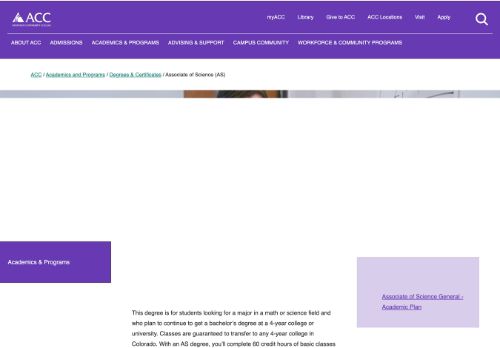 ACC
myACC Library Give to ACC ACC Locations Visit Apply
ABOUT ACC ADMISSIONS ACADEMICS & PROGRAMS ADVISING & SUPPORT CAMPUS COMMUNITY WORKFORCE & COMMUNITY PROGRAMS
ACC / Academics and Programs / Degrees & Certificates / Associate of Science (AS)
Academics & Programs
Associate of Science General -
Academic Plan
This degree is for students looking for a major in a math or science field and
who plan to continue to get a bachelor's degree at a 4-year college or
university. Classes are guaranteed to transfer to any 4-year college in
Colorado. With an AS degree, you'll complete 60 credit hours of basic classes